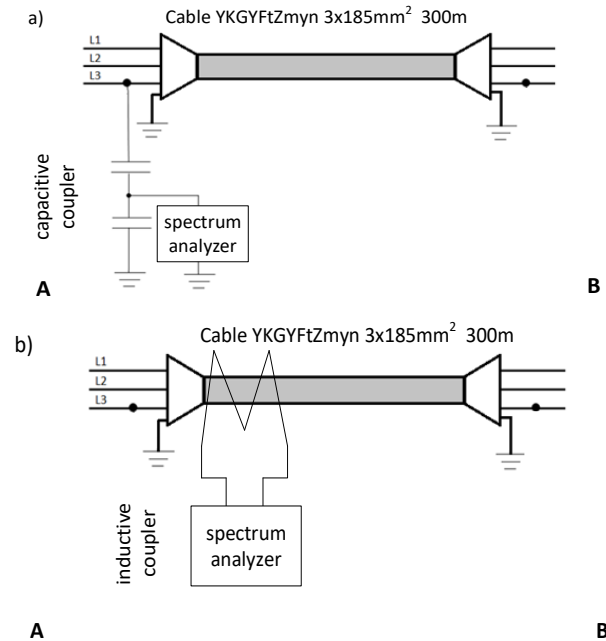 a)
Cable YKGYFtZmyn 3x185mm² 300m
L1
L2
L3
capacitive
coupler
spectrum
analyzer
A
B
b)
Cable YKGYFtZmyn 3x185mm² 300m
L1
L2
L3
inductive
coupler
spectrum
analyzer
A
B